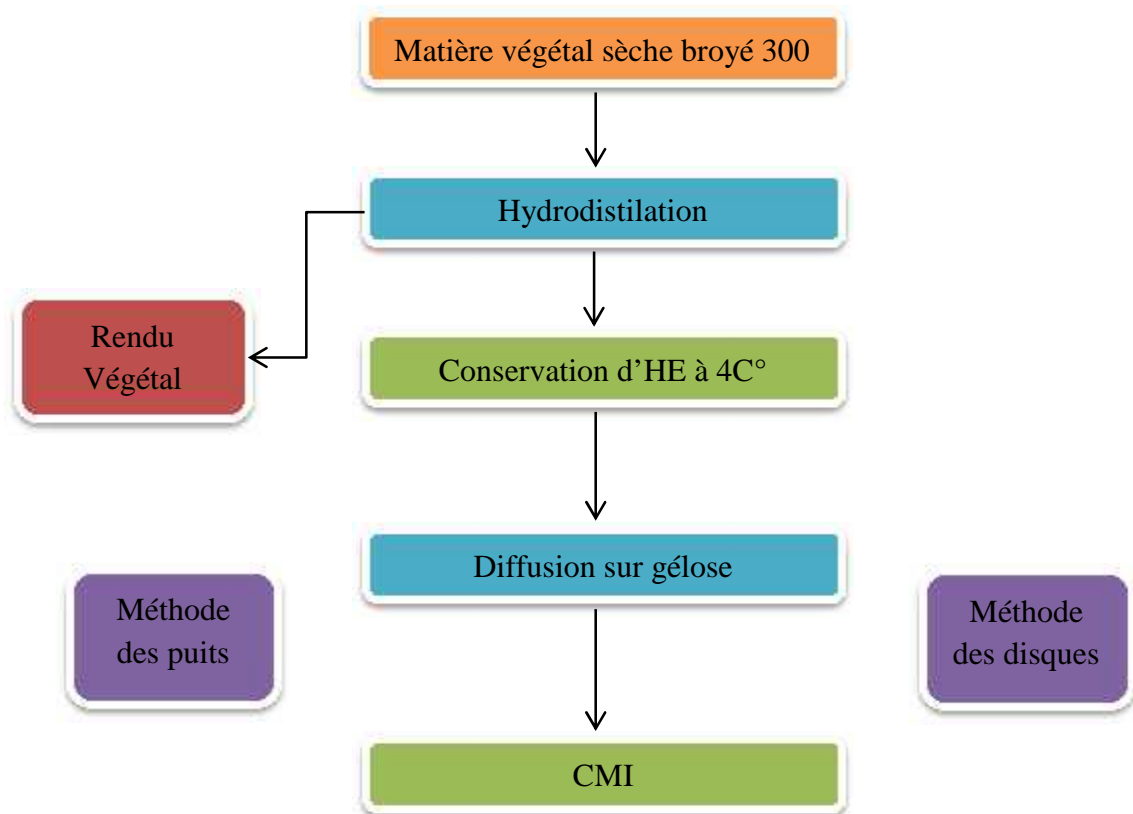 Matière végétal sèche broyé 300
Hydrodistilation
Rendu
Végétal
Conservation d’HE à 4C°
Diffusion sur gélose
Méthode
des puits
Méthode
des disques
CMI